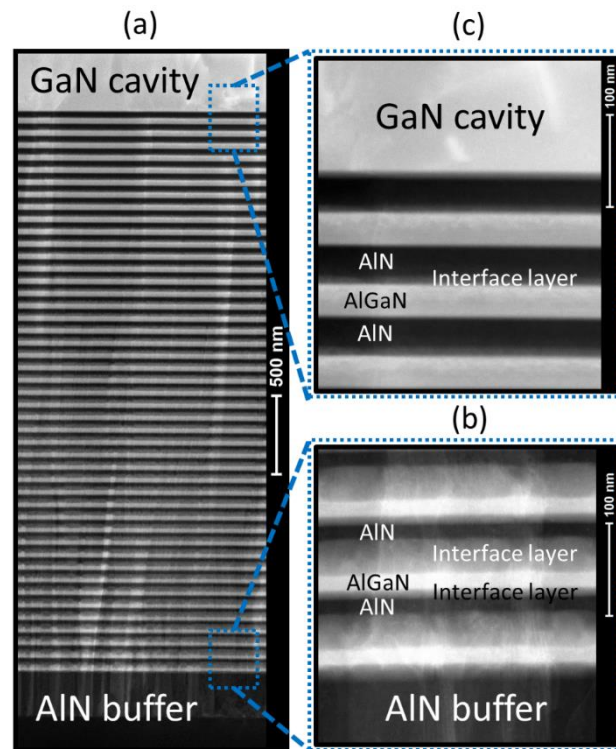 (a)
GaN cavity
500 nm
AlN buffer
(c)
100 nm
GaN cavity
AlN
Interface layer
AlGaN
AlN
(b)
100 nm
AlN
Interface layer
AlGaN
Interface layer
AlN
AlN buffer